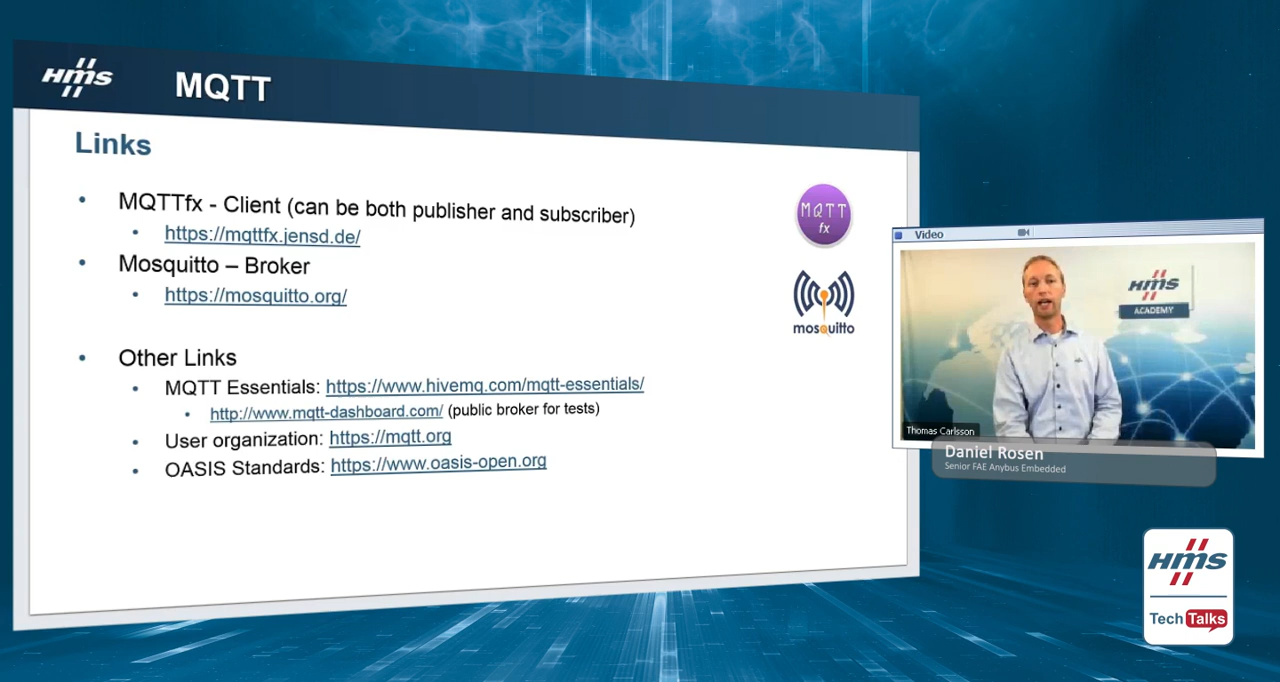 HMS
MQTT
Links
• MQTTfx - Client (can be both publisher and subscriber)
• https://mqttfx.jensd.de/
• Mosquitto – Broker
• https://mosquitto.org/
• Other Links
• MQTT Essentials: https://www.hivemq.com/mqtt-essentials/
• http://www.mqtt-dashboard.com/ (public broker for tests)
• User organization: https://mqtt.org
• OASIS Standards: https://www.oasis-open.org
MQTT
fx
mosquitto
Video
HMS
ACADEMY
Thomas Carlsson
Daniel Rosen
Senior FAE Anybus Embedded
HMS
Tech Talks